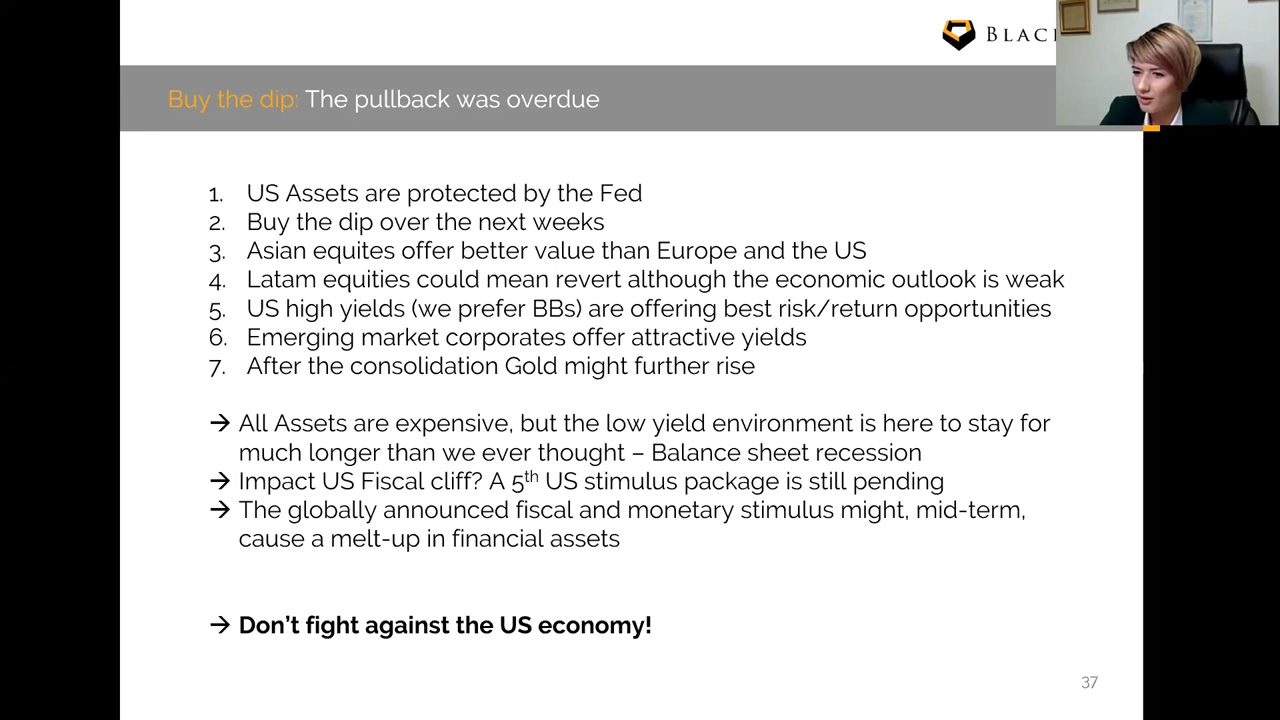 BLAC
Buy the dip: The pullback was overdue
1. US Assets are protected by the Fed
2. Buy the dip over the next weeks
3. Asian equites offer better value than Europe and the US
4. Latam equities could mean revert although the economic outlook is weak
5. US high yields (we prefer BBs) are offering best risk/return opportunities
6. Emerging market corporates offer attractive yields
7. After the consolidation Gold might further rise
→ All Assets are expensive, but the low yield environment is here to stay for
much longer than we ever thought – Balance sheet recession
→ Impact US Fiscal cliff? A 5th US stimulus package is still pending
→ The globally announced fiscal and monetary stimulus might, mid-term,
cause a melt-up in financial assets
→ Don't fight against the US economy!
37